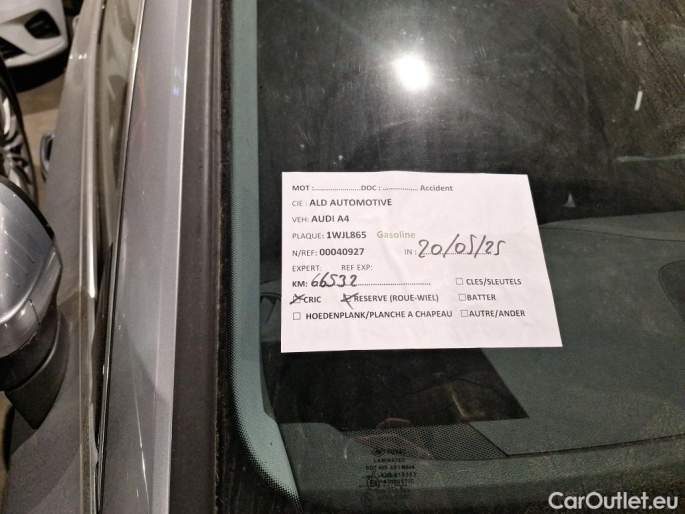 MOT :........................DOC : .................. Accident
CIE : ALD AUTOMOTIVE
VEH: AUDI A4
PLAQUE: 1WJL865 Gasoline
N/REF: 00040927 IN : 20/05/25
EXPERT: REF EXP:
KM: 66532 ☐ CLES/SLEUTELS
☒CRIC ☒RESERVE (ROUE-WIEL) ☐BATTER
☐ HOEDENPLANK/PLANCHE A CHAPEAU ☐AUTRE/ANDER
LAMINATED
CarOutlet.eu